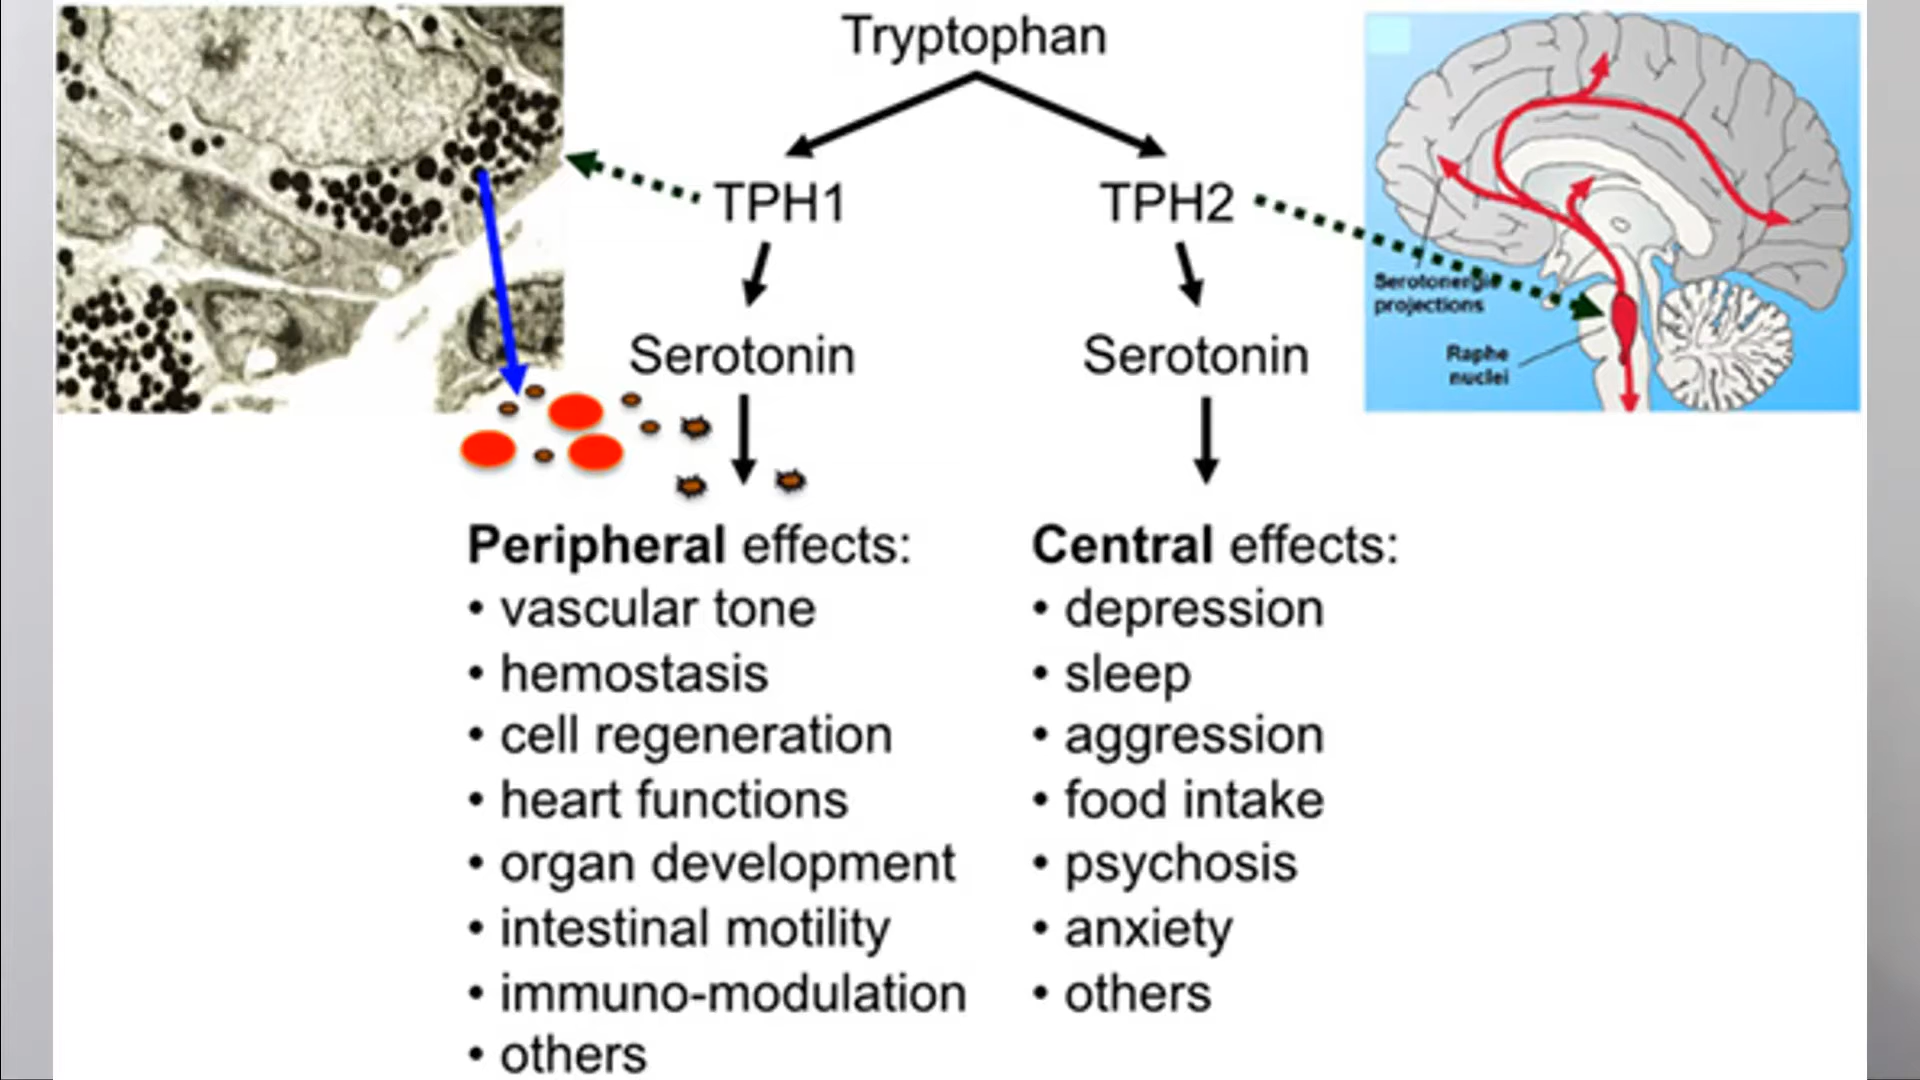 Tryptophan
TPH1
TPH2
Serotonin
Serotonin
Serotonergic
projections
Raphe
nuclei
Peripheral effects:
• vascular tone
• hemostasis
• cell regeneration
• heart functions
• organ development
• intestinal motility
• immuno-modulation
• others
Central effects:
• depression
• sleep
• aggression
• food intake
• psychosis
• anxiety
• others